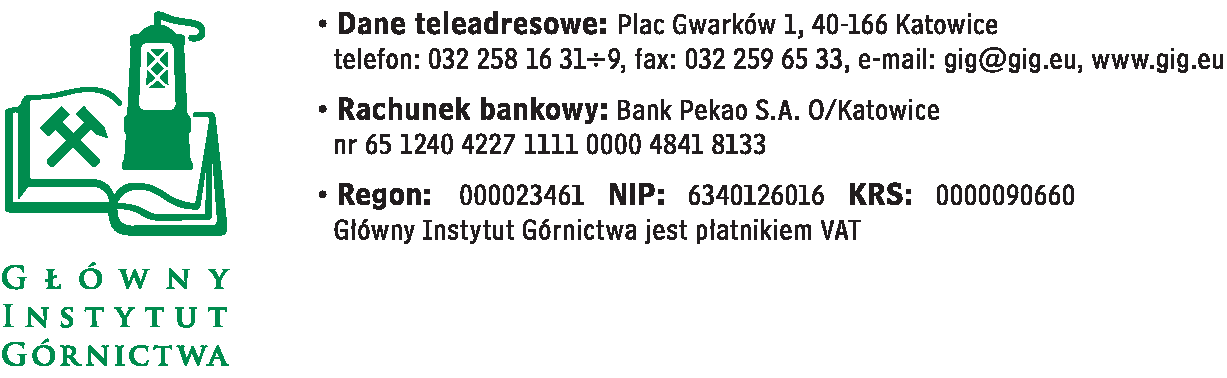 • Dane teleadresowe: Plac Gwarków 1, 40-166 Katowice
telefon: 032 258 16 31÷9, fax: 032 259 65 33, e-mail: gig@gig.eu, www.gig.eu
• Rachunek bankowy: Bank Pekao S.A. O/Katowice
nr 65 1240 4227 1111 0000 4841 8133
• Regon: 000023461 NIP: 6340126016 KRS: 0000090660
Główny Instytut Górnictwa jest płatnikiem VAT
GŁÓWNY
INSTYTUT
GÓRNICTWA